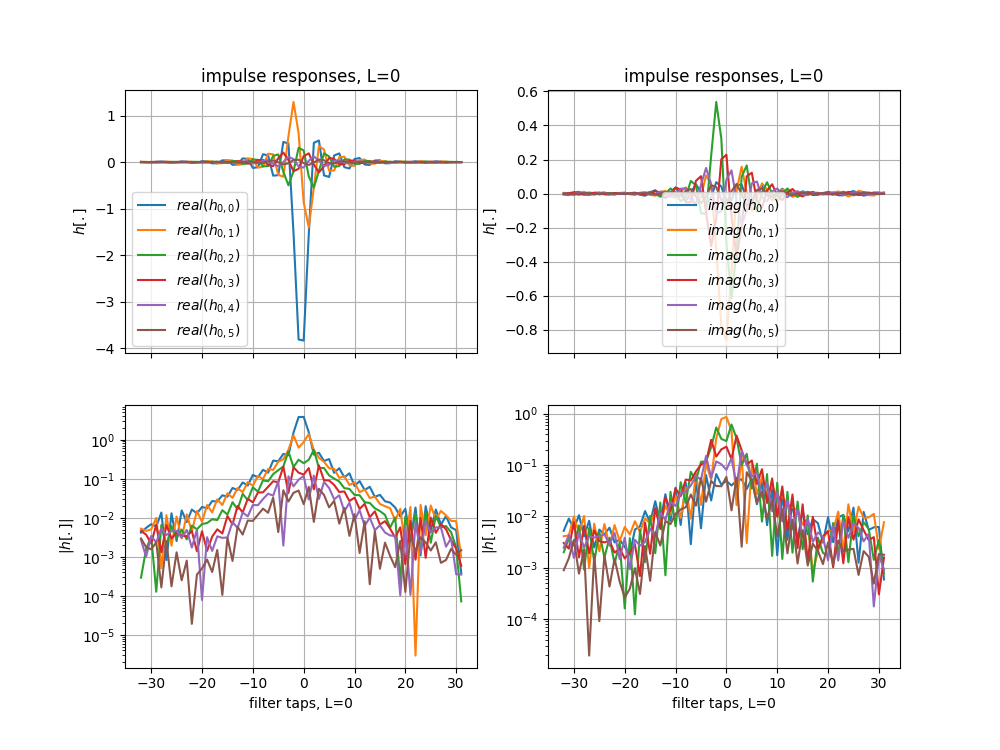 impulse responses, L=0
h[.]
1
0
−1
−2
−3
−4
real(h0,0)
real(h0,1)
real(h0,2)
real(h0,3)
real(h0,4)
real(h0,5)
impulse responses, L=0
h[.]
0.6
0.4
0.2
0.0
−0.2
−0.4
−0.6
−0.8
imag(h0,0)
imag(h0,1)
imag(h0,2)
imag(h0,3)
imag(h0,4)
imag(h0,5)
|h[.]|
10^0
10^−1
10^−2
10^−3
10^−4
10^−5
−30 −20 −10 0 10 20 30
filter taps, L=0
|h[.]|
10^0
10^−1
10^−2
10^−3
10^−4
−30 −20 −10 0 10 20 30
filter taps, L=0